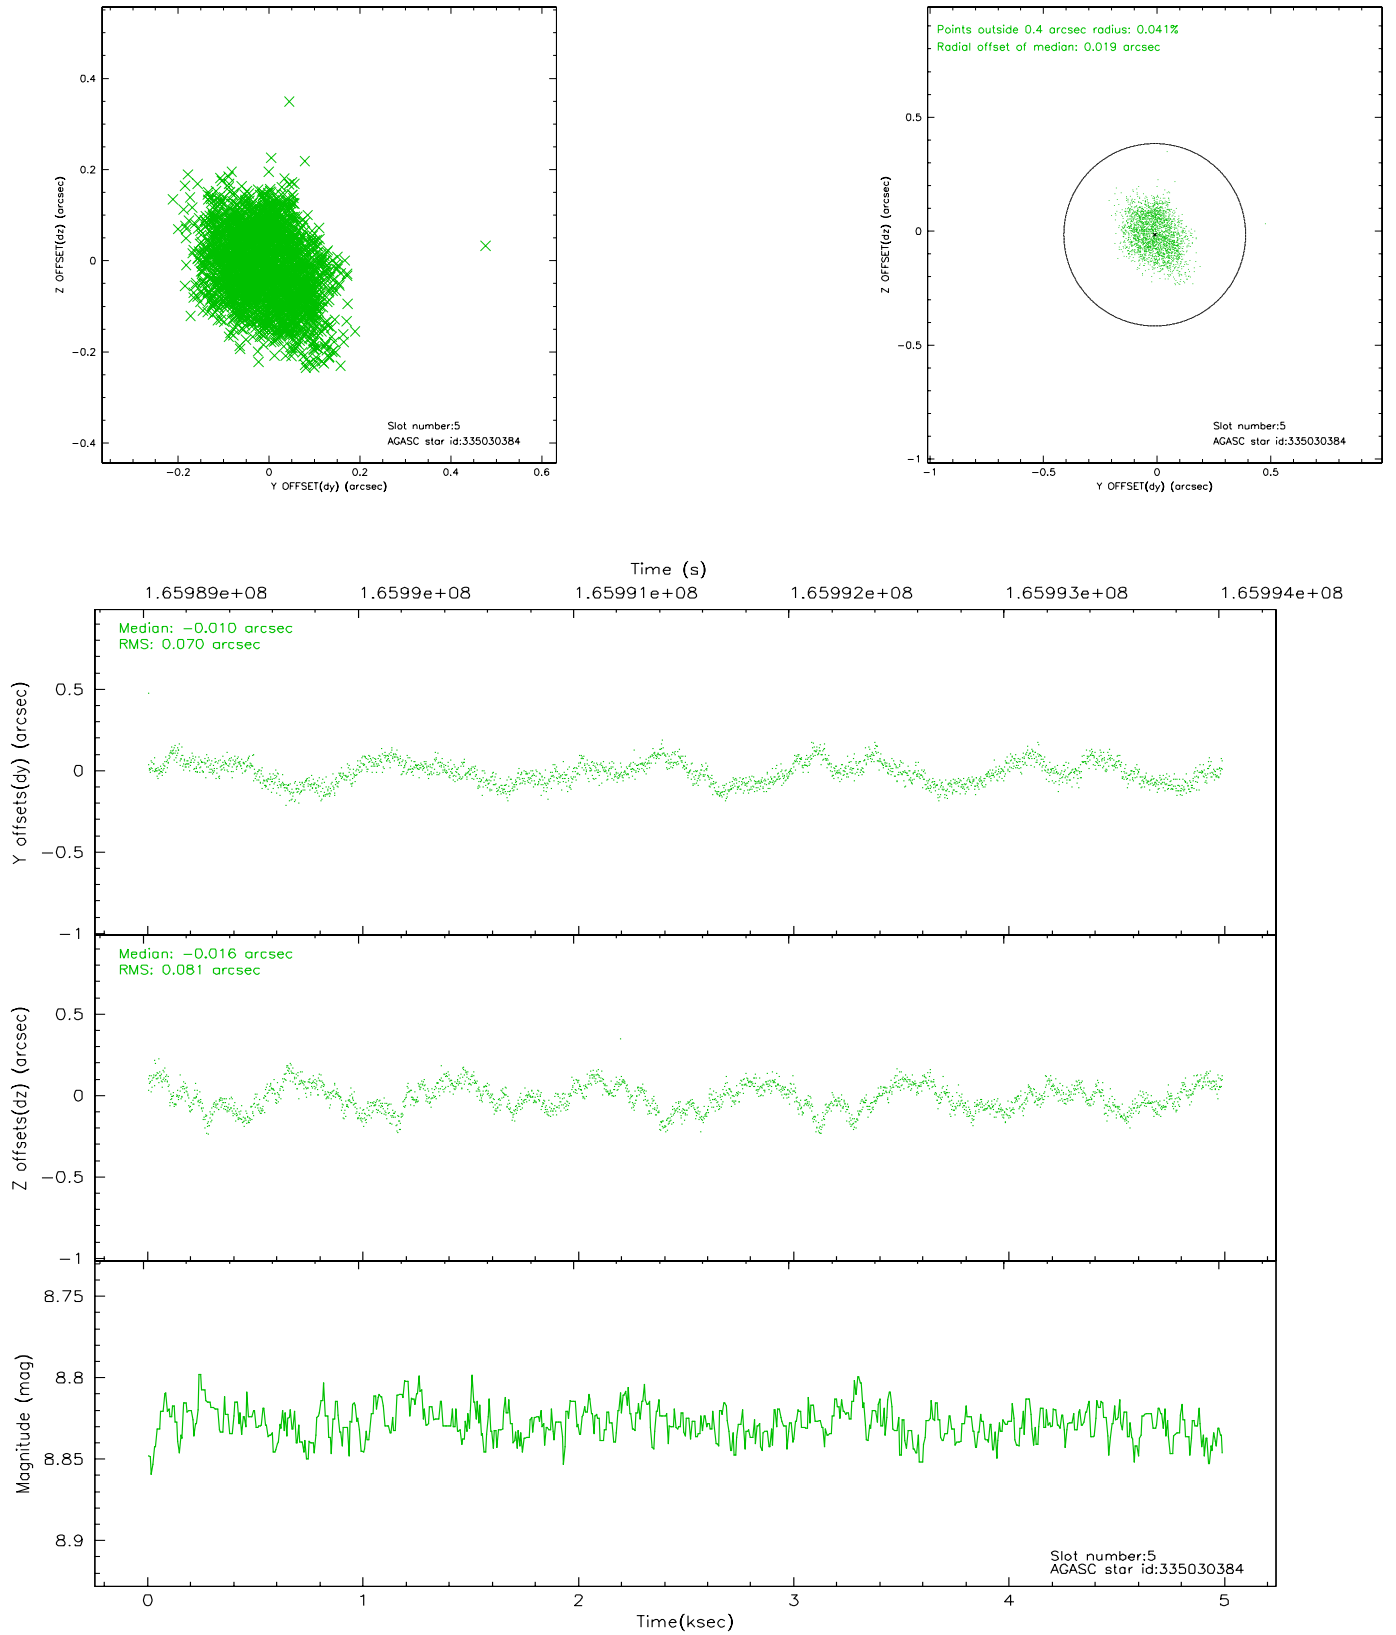 0.4
0.2
0
−0.2
−0.4
Z OFFSET(dz) (arcsec)
Slot number:5
AGASC star id:335030384
−0.2 0 0.2 0.4 0.6
Y OFFSET(dy) (arcsec)
Points outside 0.4 arcsec radius: 0.041%
Radial offset of median: 0.019 arcsec
0.5
0
−0.5
−1
Z OFFSET(dz) (arcsec)
Slot number:5
AGASC star id:335030384
−1 −0.5 0 0.5
Y OFFSET(dy) (arcsec)
Time (s)
1.65989e+08 1.6599e+08 1.65991e+08 1.65992e+08 1.65993e+08 1.65994e+08
Median: −0.010 arcsec
RMS: 0.070 arcsec
0.5
0
−0.5
−1
Y offsets(dy) (arcsec)
Median: −0.016 arcsec
RMS: 0.081 arcsec
0.5
0
−0.5
−1
Z offsets(dz) (arcsec)
8.75
8.8
8.85
8.9
Magnitude (mag)
Slot number:5
AGASC star id:335030384
0 1 2 3 4 5
Time(ksec)